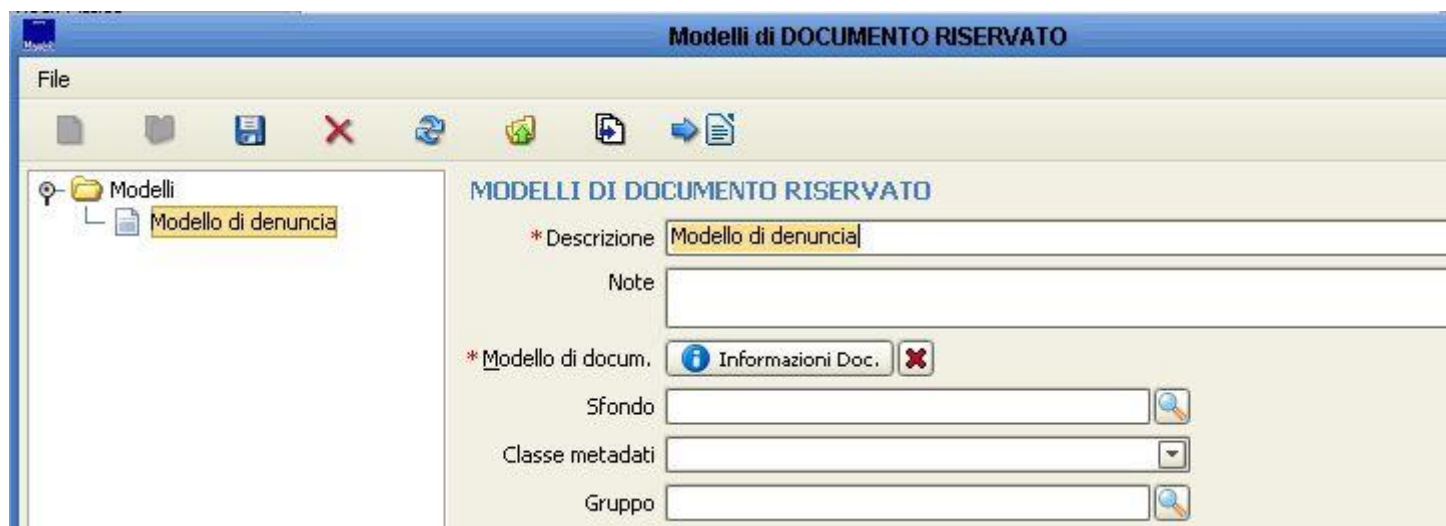 Modelli di DOCUMENTO RISERVATO
File
Modelli
Modello di denuncia
MODELLI DI DOCUMENTO RISERVATO
*Descrizione Modello di denuncia
Note
*Modello di docum. Informazioni Doc.
Sfondo
Classe metadati
Gruppo